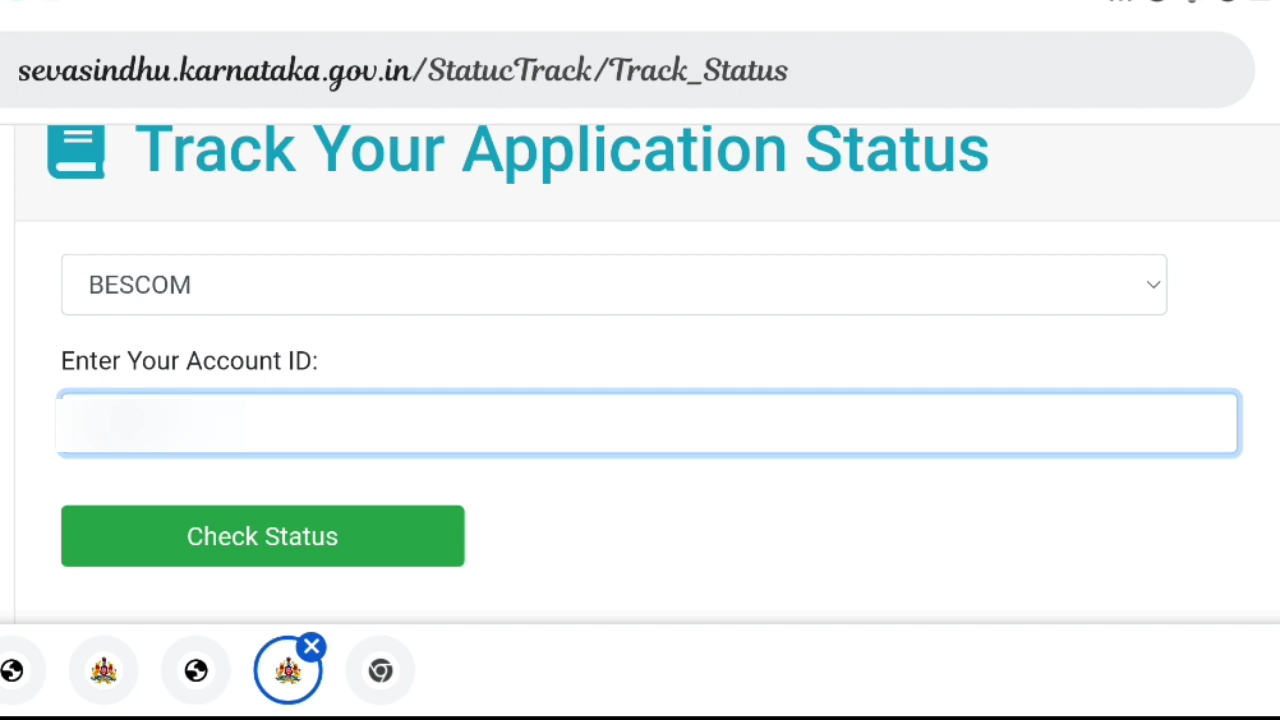 sevasindhu.karnataka.gov.in/StatucTrack/Track_Status
Track Your Application Status
BESCOM
Enter Your Account ID:
Check Status